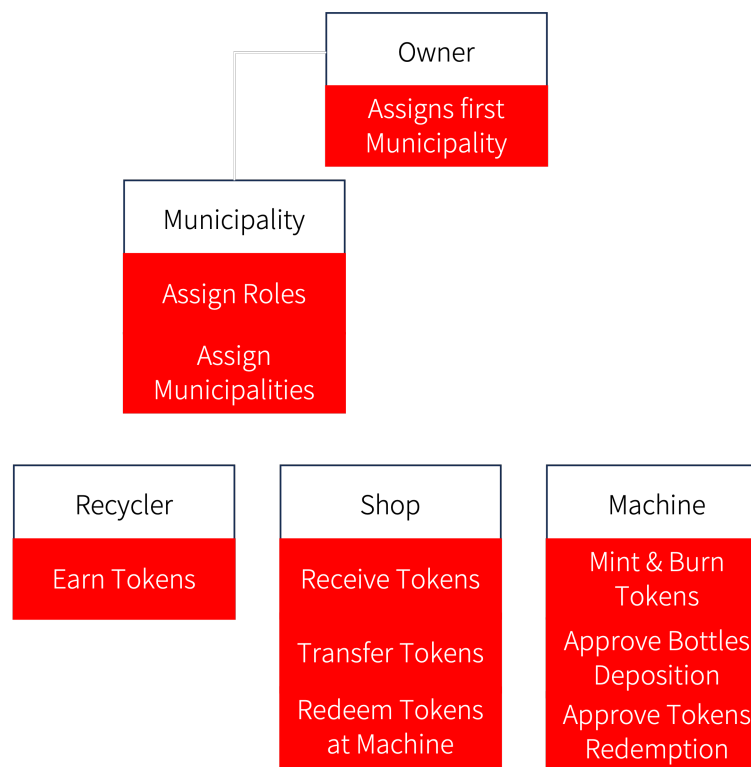 Owner
Assigns first
Municipality
Municipality
Assign Roles
Assign
Municipalities
Recycler
Earn Tokens
Shop
Receive Tokens
Transfer Tokens
Redeem Tokens
at Machine
Machine
Mint & Burn
Tokens
Approve Bottles
Deposition
Approve Tokens
Redemption